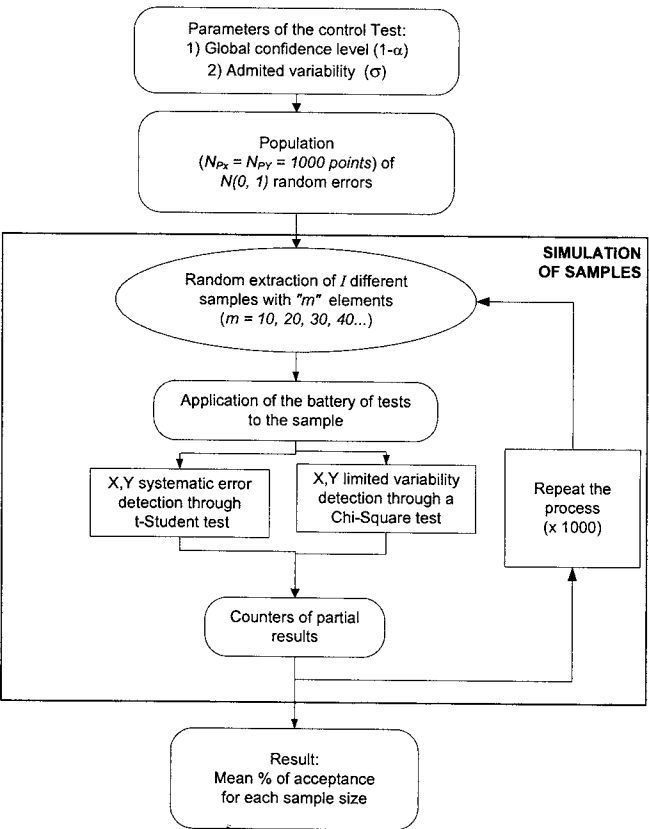 Parameters of the control Test:
1) Global confidence level (1-α)
2) Admited variability (σ)
Population
(N_Px = N_PY = 1000 points) of
N(0, 1) random errors
SIMULATION
OF SAMPLES
Random extraction of I different
samples with "m" elements
(m = 10, 20, 30, 40...)
Application of the battery of tests
to the sample
X,Y systematic error
detection through
t-Student test
X,Y limited variability
detection through a
Chi-Square test
Repeat the
process
(x 1000)
Counters of partial
results
Result:
Mean % of acceptance
for each sample size